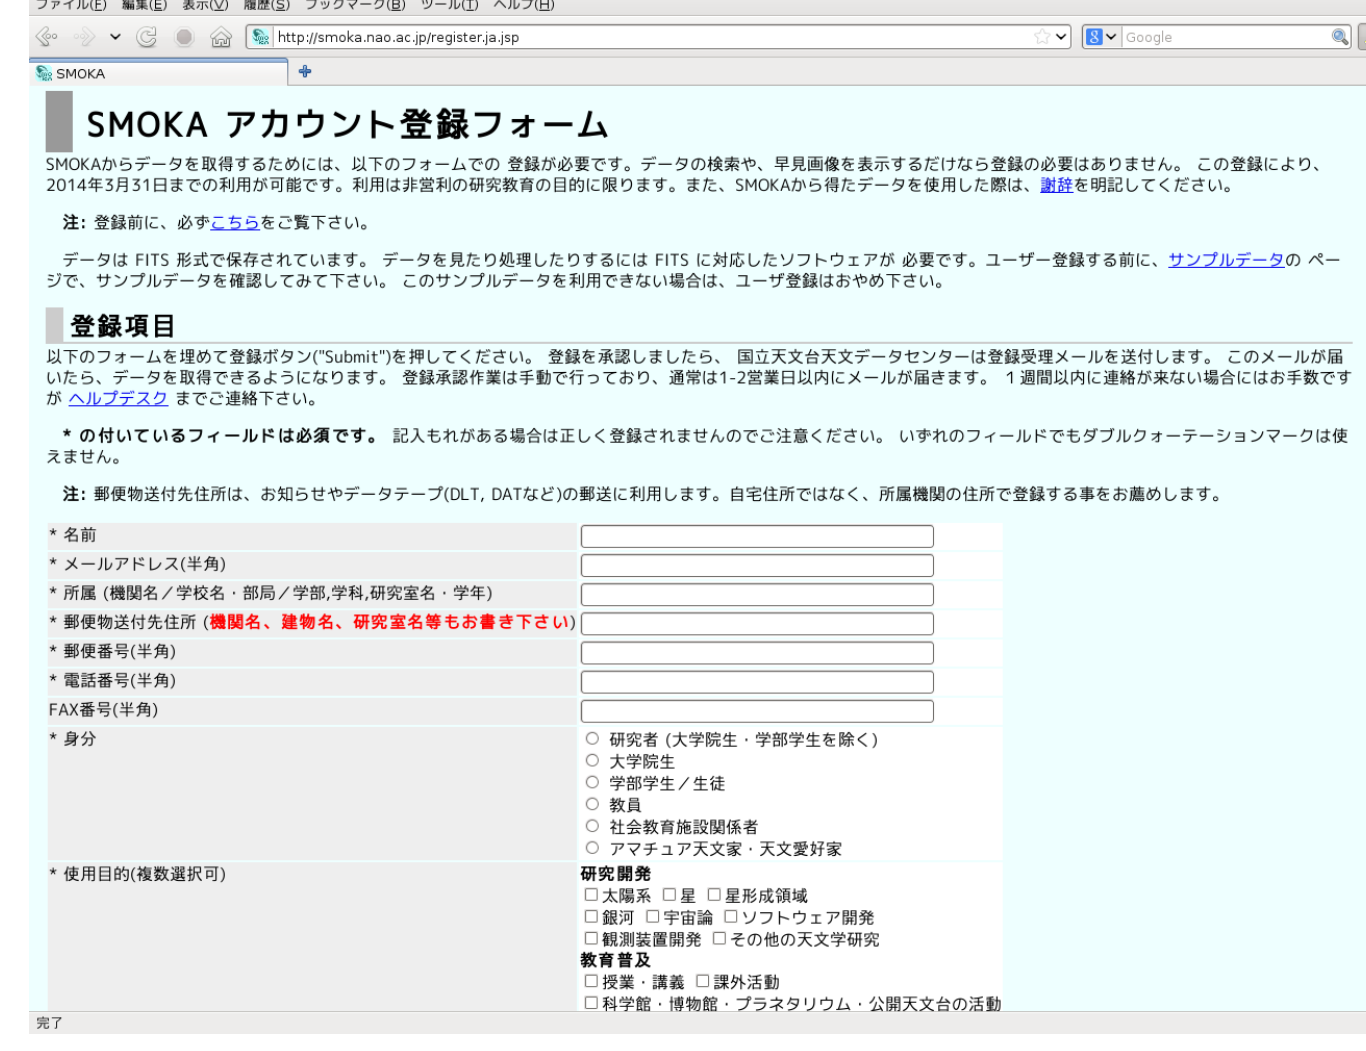 ファイル(F) 編集(E) 表示(V) 履歴(S) ブックマーク(B) ツール(T) ヘルプ(H)
http://smoka.nao.ac.jp/register.ja.jsp
Google
SMOKA
SMOKA アカウント登録フォーム
SMOKAからデータを取得するためには、以下のフォームでの 登録が必要です。データの検索や、早見画像を表示するだけなら登録の必要はありません。 この登録により、
2014年3月31日までの利用が可能です。利用は非営利の研究教育の目的に限ります。また、SMOKAから得たデータを使用した際は、謝辞を明記してください。
注: 登録前に、必ずこちらをご覧下さい。
データは FITS 形式で保存されています。 データを見たり処理したりするには FITS に対応したソフトウェアが 必要です。ユーザー登録する前に、サンプルデータの ペー
ジで、サンプルデータを確認してみて下さい。 このサンプルデータを利用できない場合は、ユーザ登録はおやめ下さい。
登録項目
以下のフォームを埋めて登録ボタン("Submit")を押してください。 登録を承認しましたら、 国立天文台天文データセンターは登録受理メールを送付します。 このメールが届
いたら、データを取得できるようになります。 登録承認作業は手動で行っており、通常は1-2営業日以内にメールが届きます。 １週間以内に連絡が来ない場合にはお手数です
が ヘルプデスク までご連絡下さい。
* の付いているフィールドは必須です。 記入もれがある場合は正しく登録されませんのでご注意ください。 いずれのフィールドでもダブルクォーテーションマークは使
えません。
注: 郵便物送付先住所は、お知らせやデータテープ(DLT, DATなど)の郵送に利用します。自宅住所ではなく、所属機関の住所で登録する事をお薦めします。
* 名前
* メールアドレス(半角)
* 所属 (機関名／学校名・部局／学部,学科,研究室名・学年)
* 郵便物送付先住所 (機関名、建物名、研究室名等もお書き下さい)
* 郵便番号(半角)
* 電話番号(半角)
FAX番号(半角)
* 身分
研究者 (大学院生・学部学生を除く)
大学院生
学部学生／生徒
教員
社会教育施設関係者
アマチュア天文家・天文愛好家
* 使用目的(複数選択可)
研究開発
太陽系 星 星形成領域
銀河 宇宙論 ソフトウェア開発
観測装置開発 その他の天文学研究
教育普及
授業・講義 課外活動
科学館・博物館・プラネタリウム・公開天文台の活動
完了